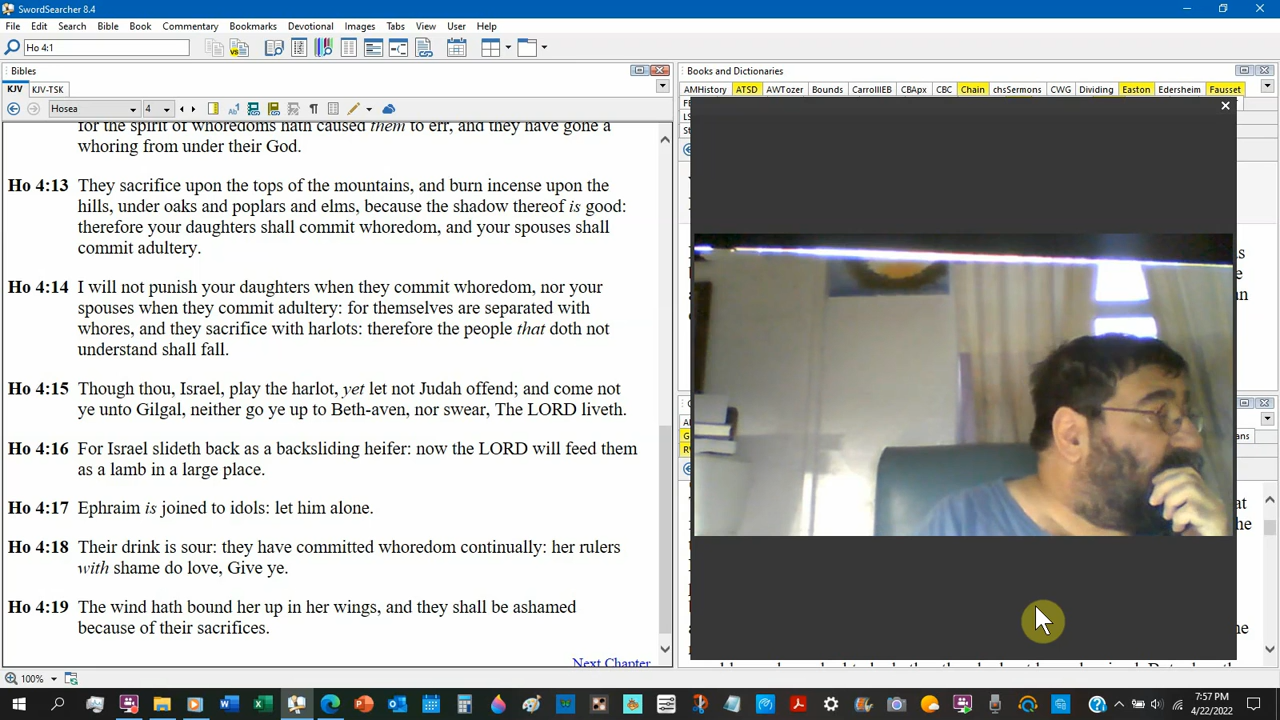 SwordSearcher 8.4
File Edit Search Bible Book Commentary Bookmarks Devotional Images Tabs View User Help
Ho 4:1
Bibles
KJV KJV-TSK
Hosea 4
for the spirit of whoredoms hath caused them to err, and they have gone a
whoring from under their God.
Ho 4:13 They sacrifice upon the tops of the mountains, and burn incense upon the
hills, under oaks and poplars and elms, because the shadow thereof is good:
therefore your daughters shall commit whoredom, and your spouses shall
commit adultery.
Ho 4:14 I will not punish your daughters when they commit whoredom, nor your
spouses when they commit adultery: for themselves are separated with
whores, and they sacrifice with harlots: therefore the people that doth not
understand shall fall.
Ho 4:15 Though thou, Israel, play the harlot, yet let not Judah offend; and come not
ye unto Gilgal, neither go ye up to Beth-aven, nor swear, The LORD liveth.
Ho 4:16 For Israel slideth back as a backsliding heifer: now the LORD will feed them
as a lamb in a large place.
Ho 4:17 Ephraim is joined to idols: let him alone.
Ho 4:18 Their drink is sour: they have committed whoredom continually: her rulers
with shame do love, Give ye.
Ho 4:19 The wind hath bound her up in her wings, and they shall be ashamed
because of their sacrifices.
Next Chapter
100%
Books and Dictionaries
AMHistory ATSD AWTozer Bounds CarrollIEB CBApx CBC Chain chsSermons CWG Dividing Easton Edersheim Fausset
7:57 PM
4/22/2022